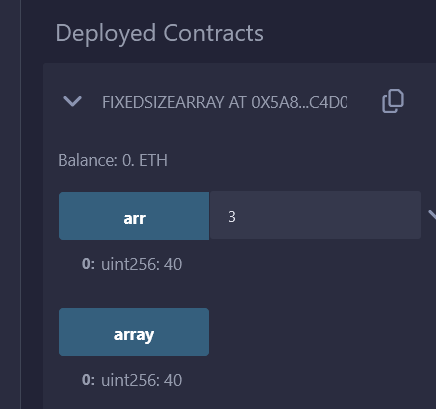 Deployed Contracts
FIXEDSIZEARRAY AT 0X5A8...C4D0
Balance: 0. ETH
arr 3
0: uint256: 40
array
0: uint256: 40